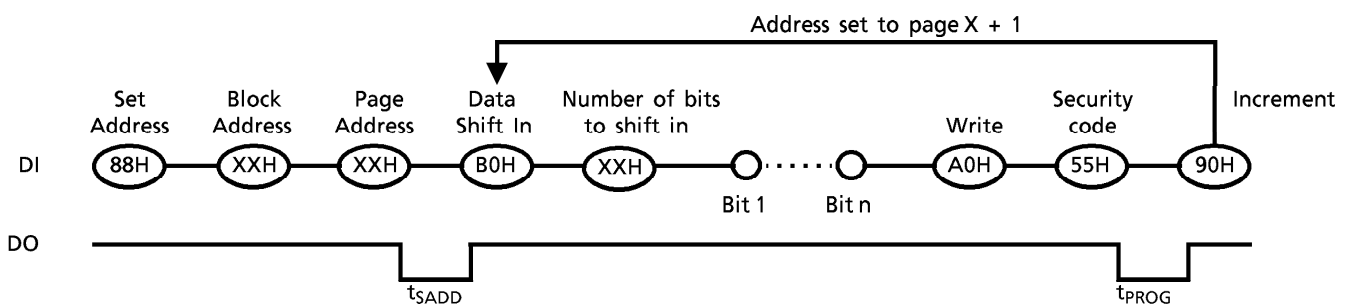 Address set to page X + 1
Set Address
Block Address
Page Address
Data Shift In
Number of bits to shift in
Write
Security code
Increment
DI
88H
XXH
XXH
B0H
XXH
A0H
55H
90H
Bit 1
Bit n
DO
tSADD
tPROG